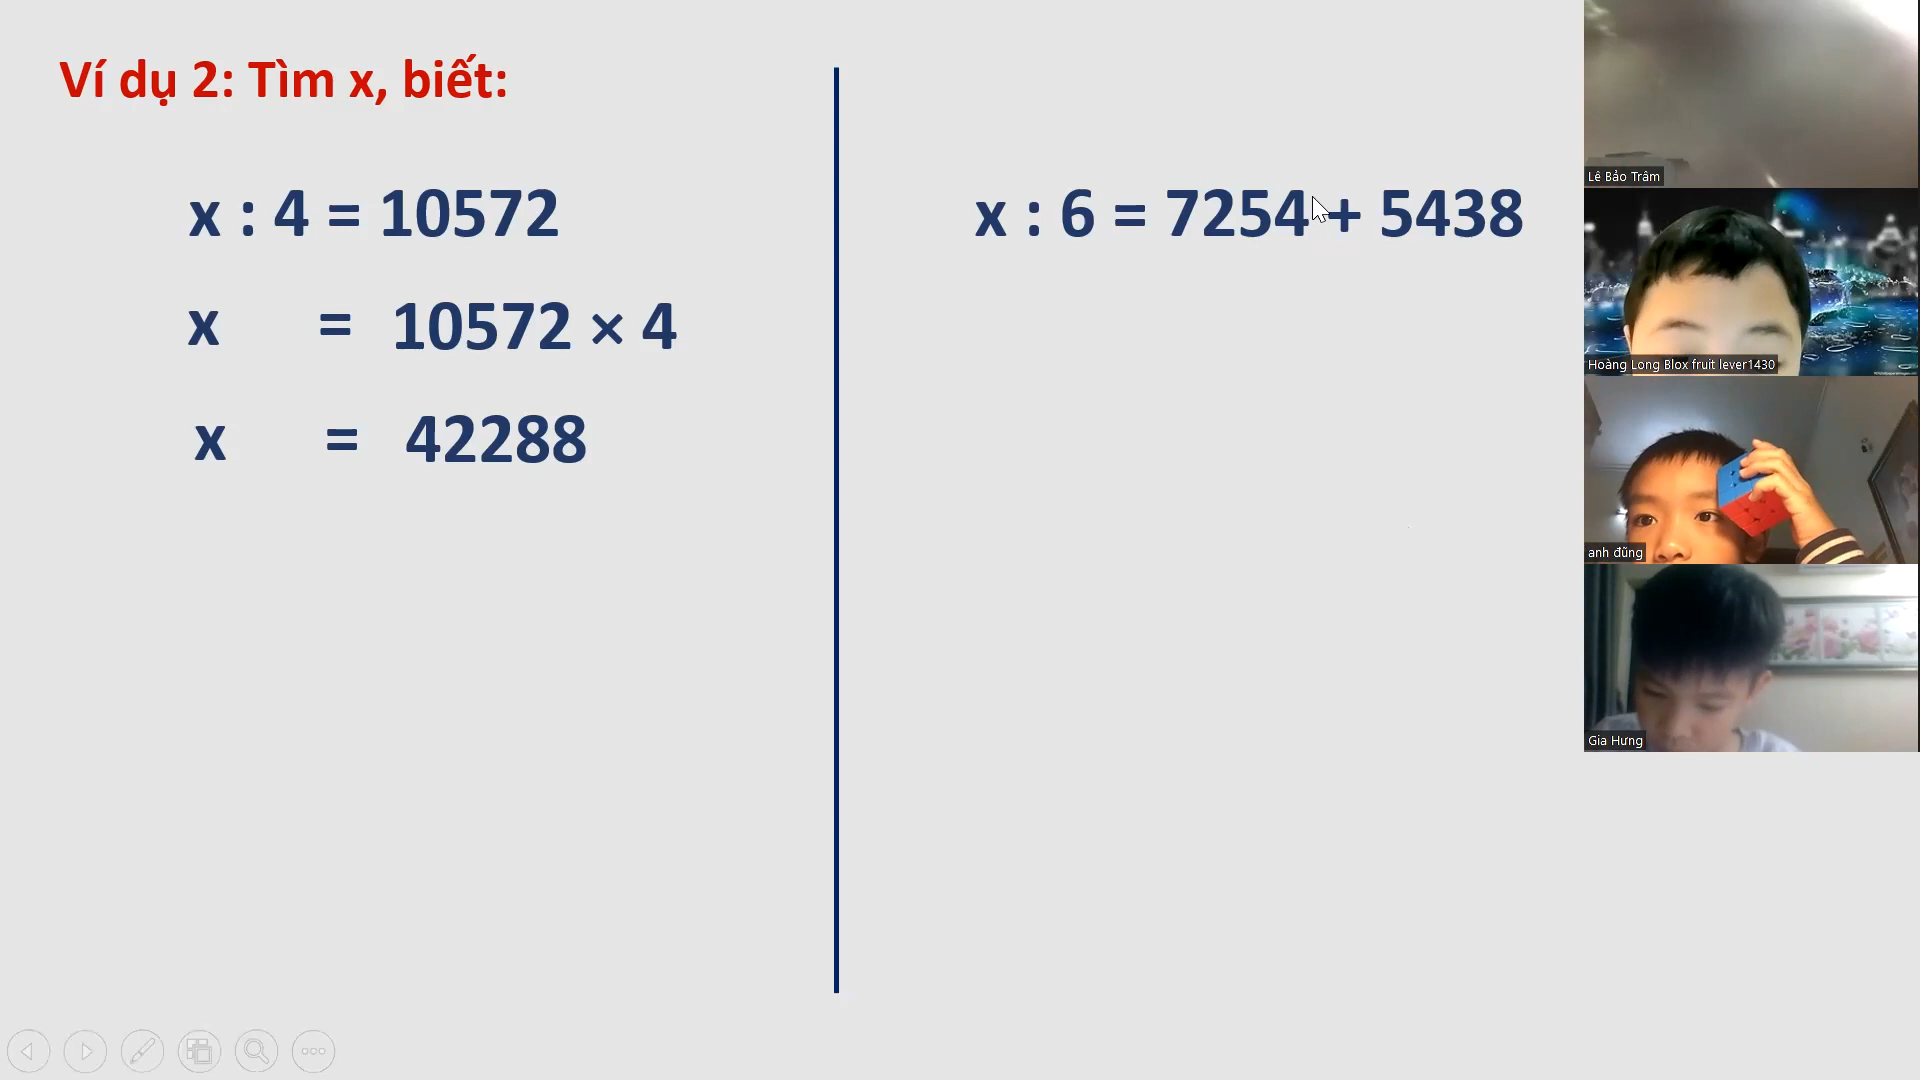 Ví dụ 2: Tìm x, biết:
x : 4 = 10572
x = 10572 × 4
x = 42288
x : 6 = 7254 + 5438
Lê Bảo Trâm
Hoàng Long Blox fruit lever1430
anh đũng
Gia Hưng